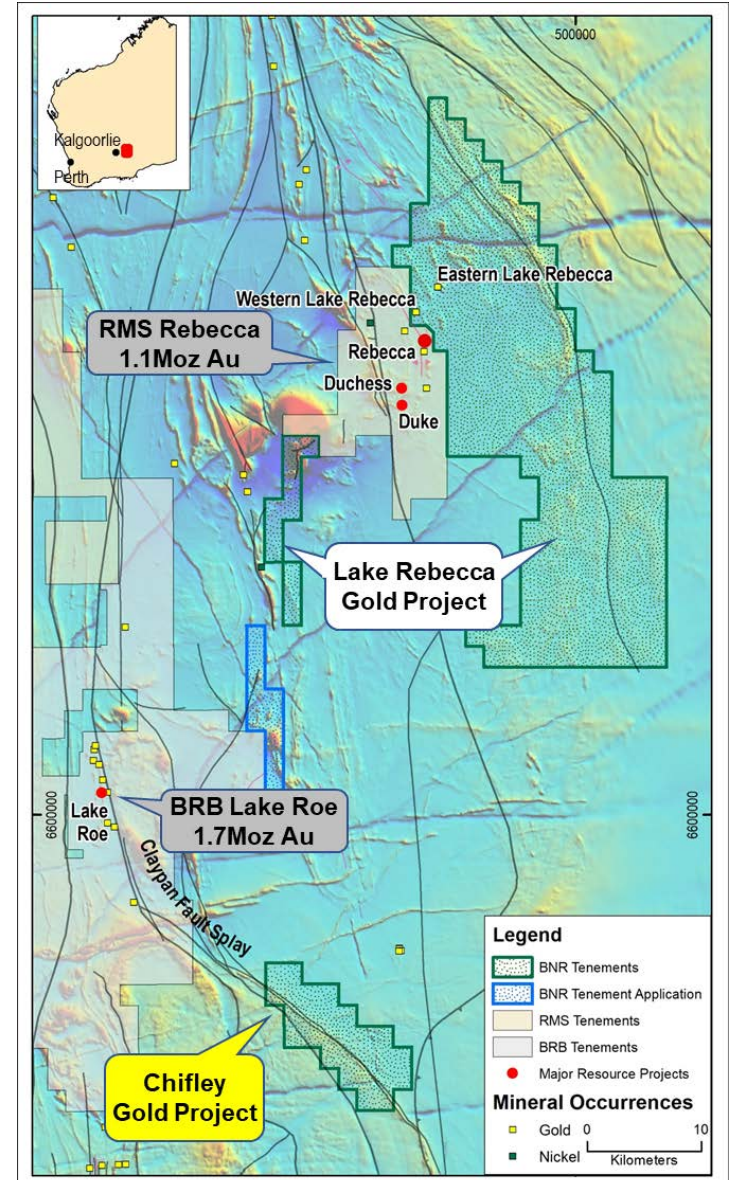 500000
Kalgoorlie
Perth
Eastern Lake Rebecca
Western Lake Rebecca
RMS Rebecca
1.1Moz Au
Rebecca
Duchess
Duke
Lake Rebecca
Gold Project
6600000
6600000
Lake
Roe
BRB Lake Roe
1.7Moz Au
Claypan Fault Splay
Chifley
Gold Project
Legend
BNR Tenements
BNR Tenement Application
RMS Tenements
BRB Tenements
Major Resource Projects
Mineral Occurrences
Gold
Nickel
0 10
Kilometers